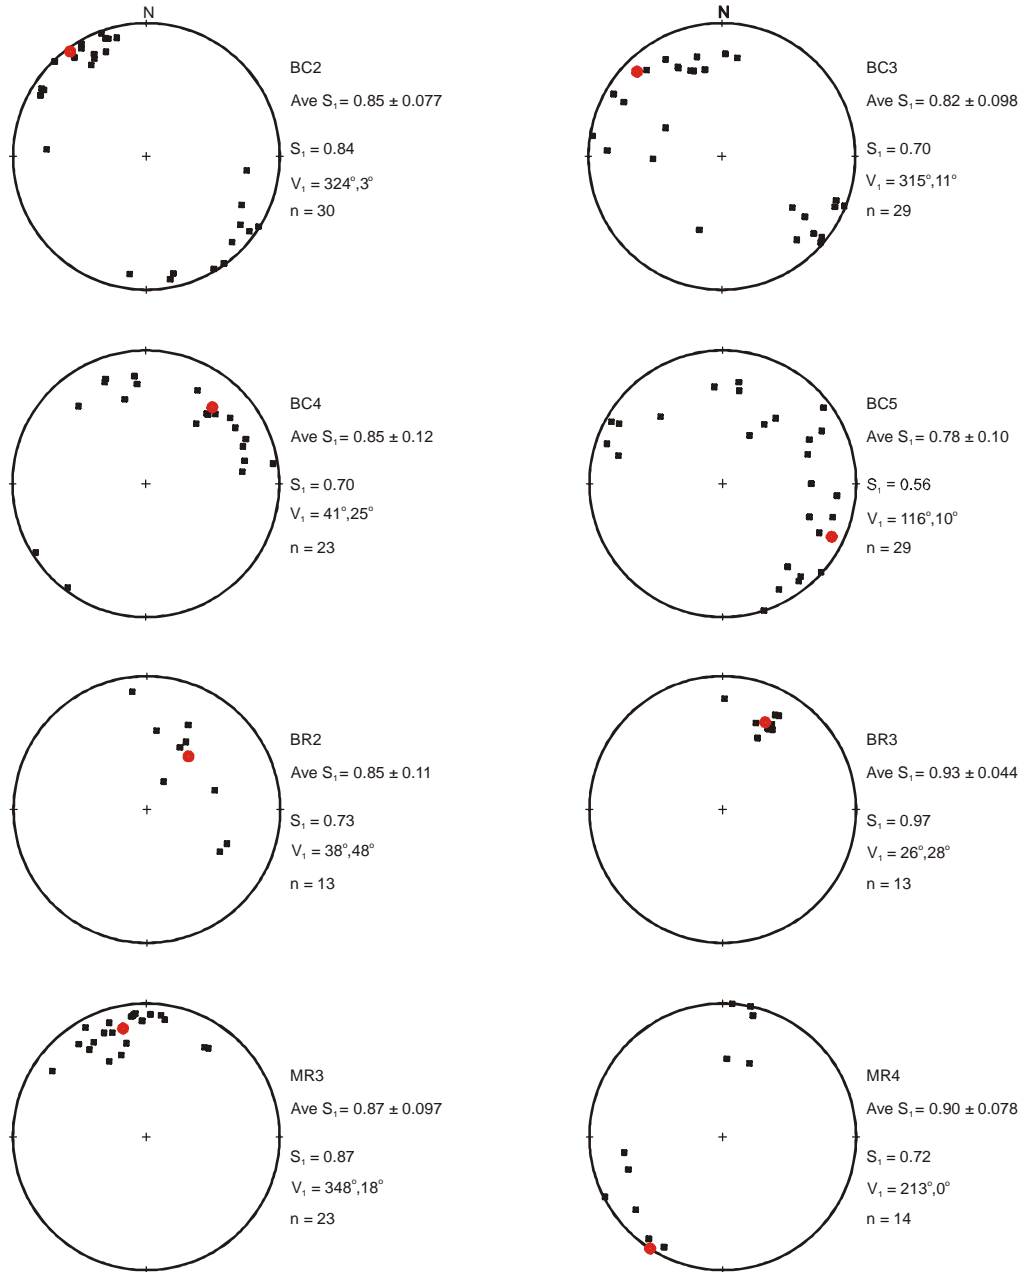 N
BC2
Ave S₁ = 0.85 ± 0.077
S₁ = 0.84
V₁ = 324°,3°
n = 30
N
BC3
Ave S₁ = 0.82 ± 0.098
S₁ = 0.70
V₁ = 315°,11°
n = 29
BC4
Ave S₁ = 0.85 ± 0.12
S₁ = 0.70
V₁ = 41°,25°
n = 23
BC5
Ave S₁ = 0.78 ± 0.10
S₁ = 0.56
V₁ = 116°,10°
n = 29
BR2
Ave S₁ = 0.85 ± 0.11
S₁ = 0.73
V₁ = 38°,48°
n = 13
BR3
Ave S₁ = 0.93 ± 0.044
S₁ = 0.97
V₁ = 26°,28°
n = 13
MR3
Ave S₁ = 0.87 ± 0.097
S₁ = 0.87
V₁ = 348°,18°
n = 23
MR4
Ave S₁ = 0.90 ± 0.078
S₁ = 0.72
V₁ = 213°,0°
n = 14